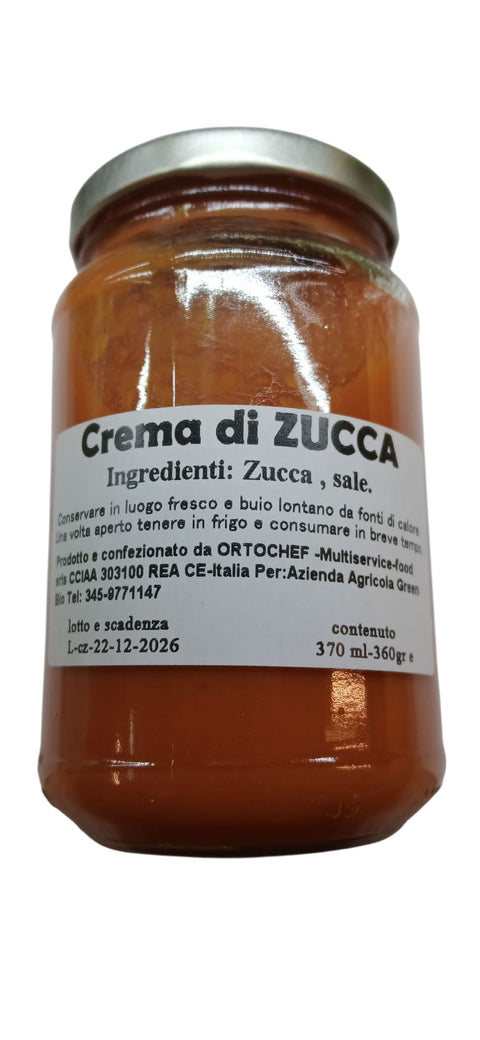 Crema di ZUCCA
Ingredienti: Zucca , sale.
Conservare in luogo fresco e buio lontano da fonti di calore
Una volta aperto tenere in frigo e consumare in breve tempo
Prodotto e confezionato da ORTOCHEF -Multiservice-food
srls CCIAA 303100 REA CE-Italia Per:Azienda Agricola Green
Bio Tel: 345-9771147
lotto e scadenza
L-cz-22-12-2026
contenuto
370 ml-360gr e